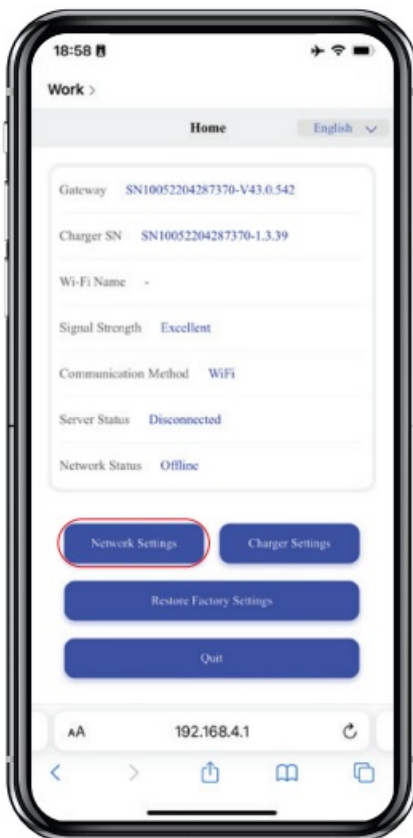 18:58
Work >
Home English
Gateway SN10052204287370-V43.0.542
Charger SN SN10052204287370-1.3.39
Wi-Fi Name -
Signal Strength Excellent
Communication Method WiFi
Server Status Disconnected
Network Status Offline
Network Settings Charger Settings
Restore Factory Settings
Quit
AA 192.168.4.1